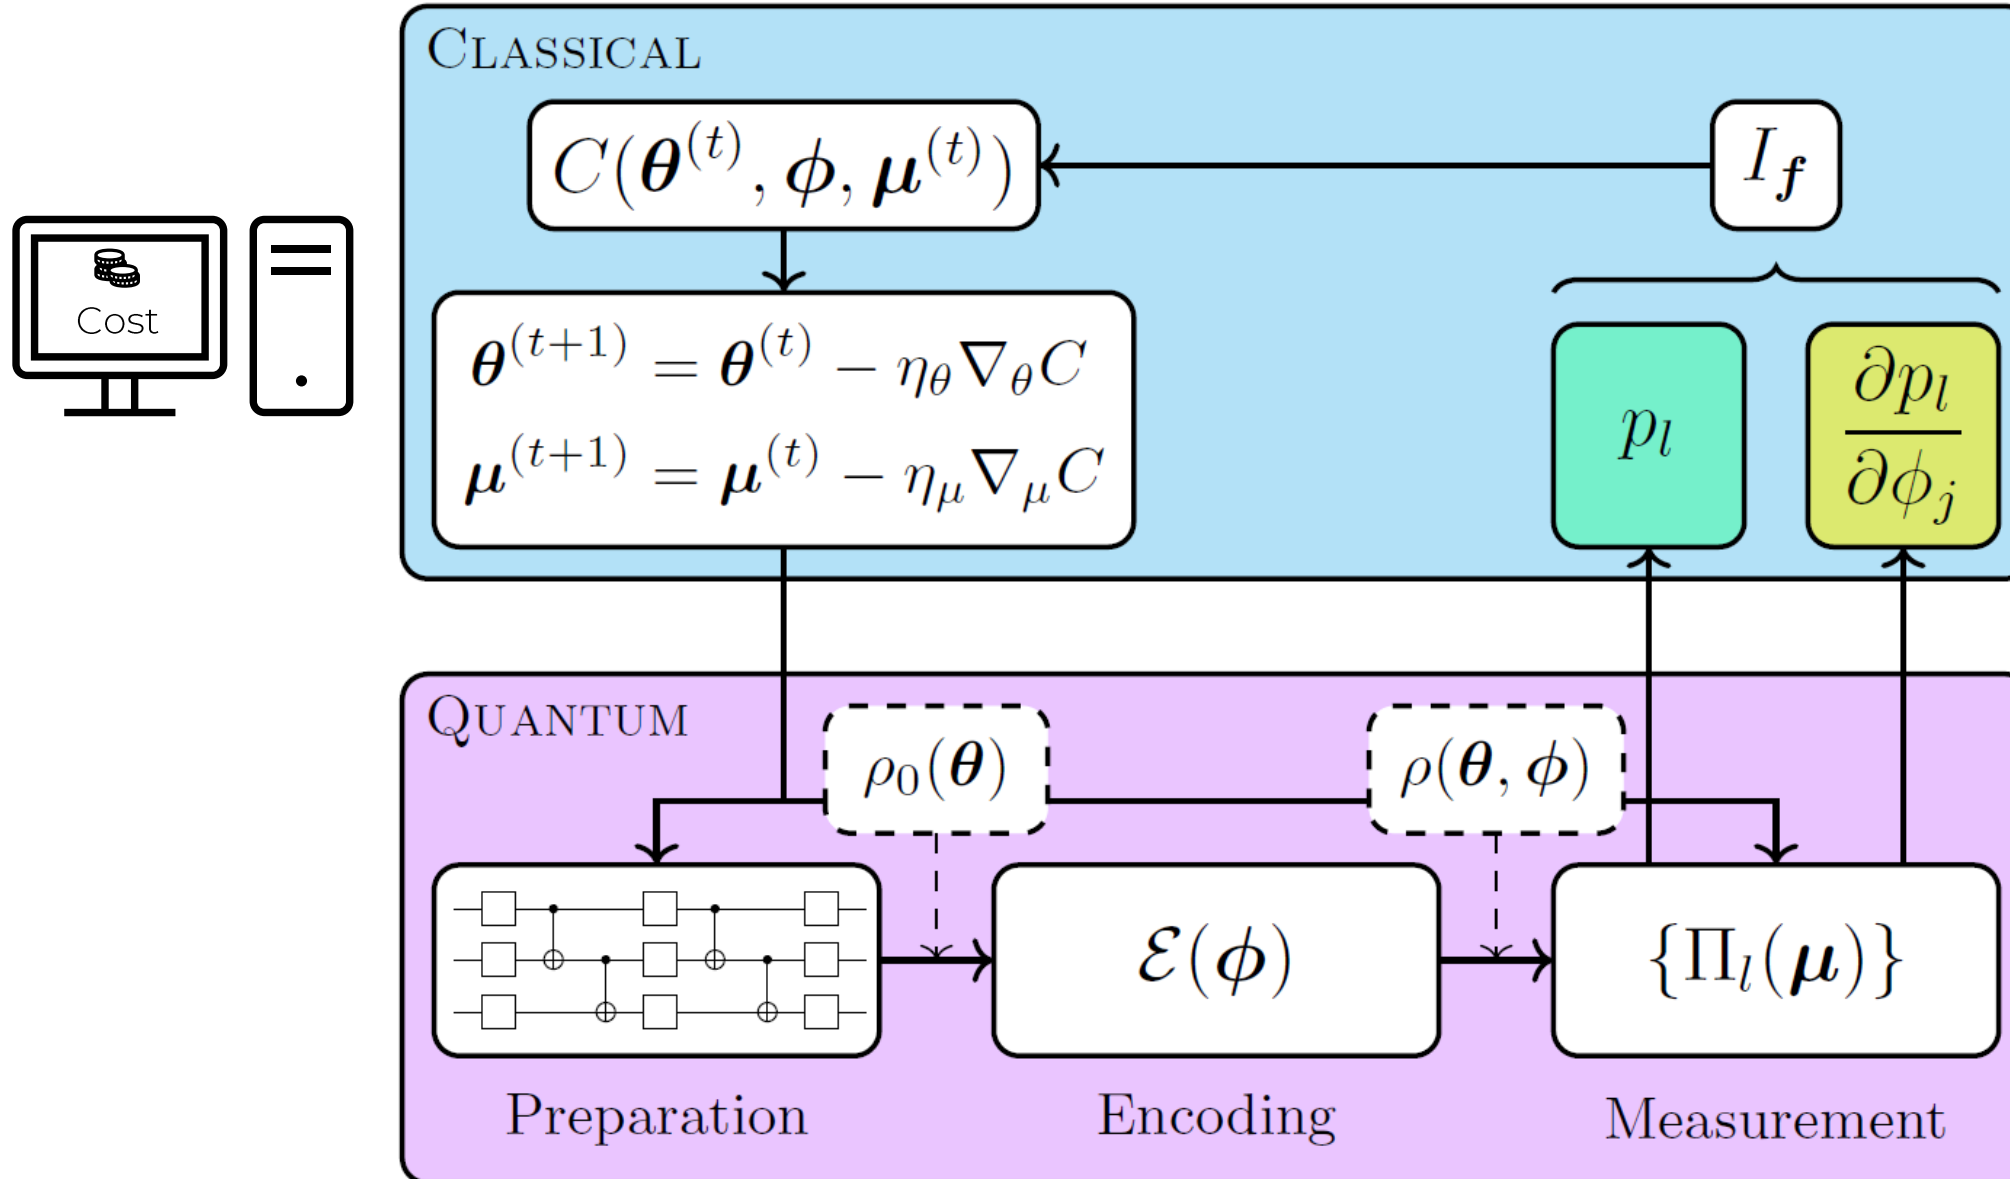 CLASSICAL
C(θ^(t), ϕ, μ^(t))
I_f
Cost
θ^(t+1) = θ^(t) − η_θ ∇_θ C
μ^(t+1) = μ^(t) − η_μ ∇_μ C
p_l
∂p_l/∂ϕ_j
QUANTUM
ρ_0(θ)
ρ(θ, ϕ)
ℰ(ϕ)
{Π_l(μ)}
Preparation
Encoding
Measurement